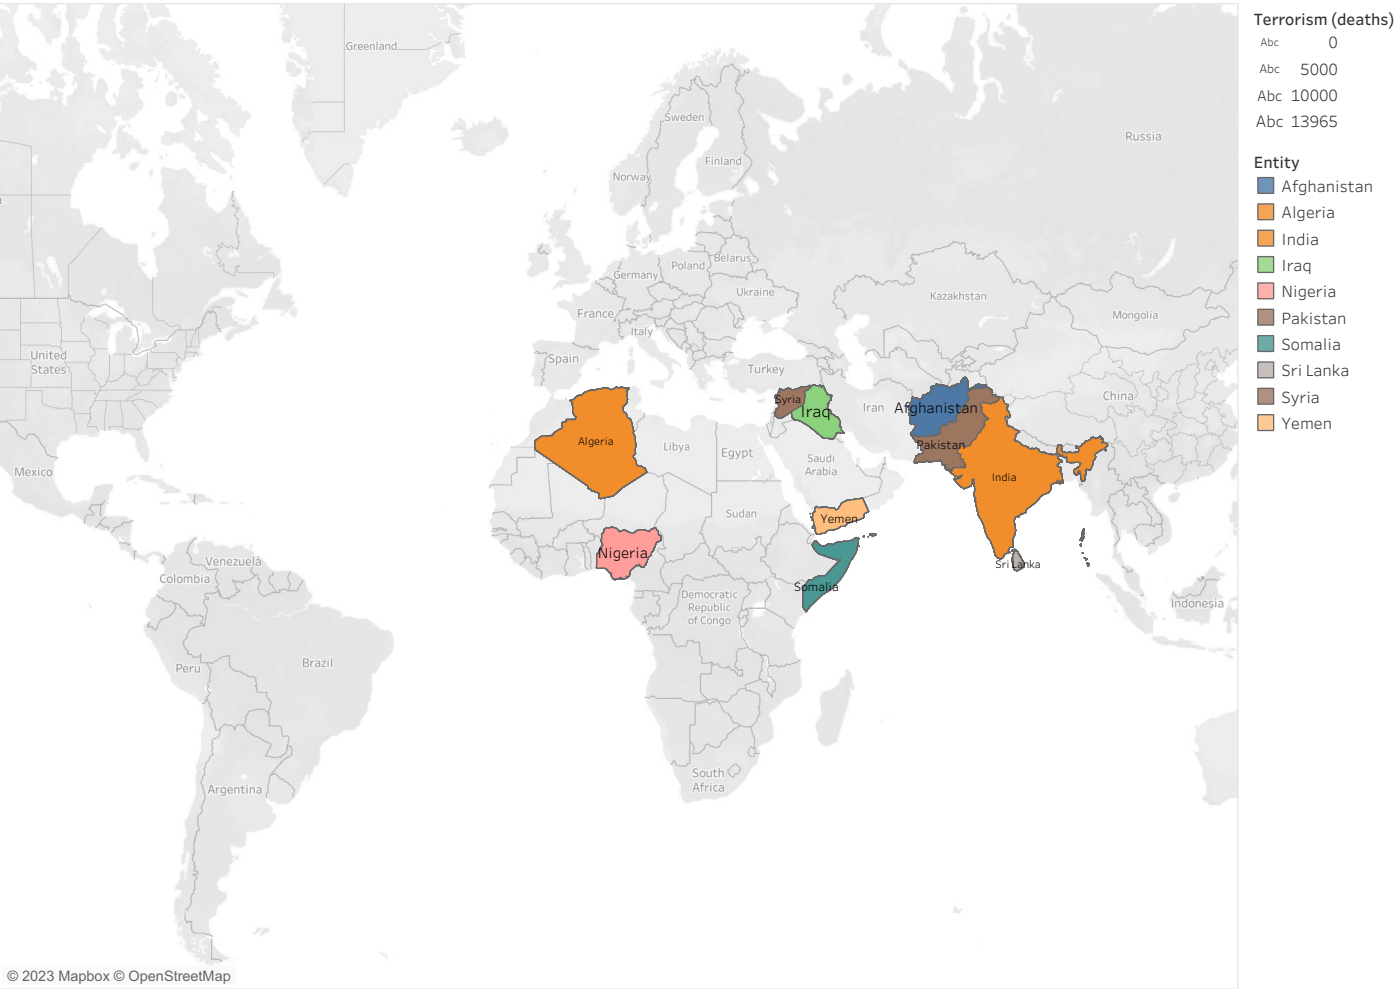 Greenland
Sweden
Russia
Finland
Norway
Belarus
Poland
Germany
Ukraine
Kazakhstan
France
Mongolia
Italy
United
States
Spain
Turkey
China
Syria
Iraq
Iran
Afghanistan
Algeria
Libya
Egypt
Pakistan
Saudi
Arabia
Mexico
India
Sudan
Yemen
Nigeria
Venezuela
Sri Lanka
Colombia
Somalia
Democratic
Republic
of Congo
Indonesia
Brazil
Peru
South
Africa
Argentina
© 2023 Mapbox © OpenStreetMap
Terrorism (deaths)
Abc 0
Abc 5000
Abc 10000
Abc 13965
Entity
Afghanistan
Algeria
India
Iraq
Nigeria
Pakistan
Somalia
Sri Lanka
Syria
Yemen